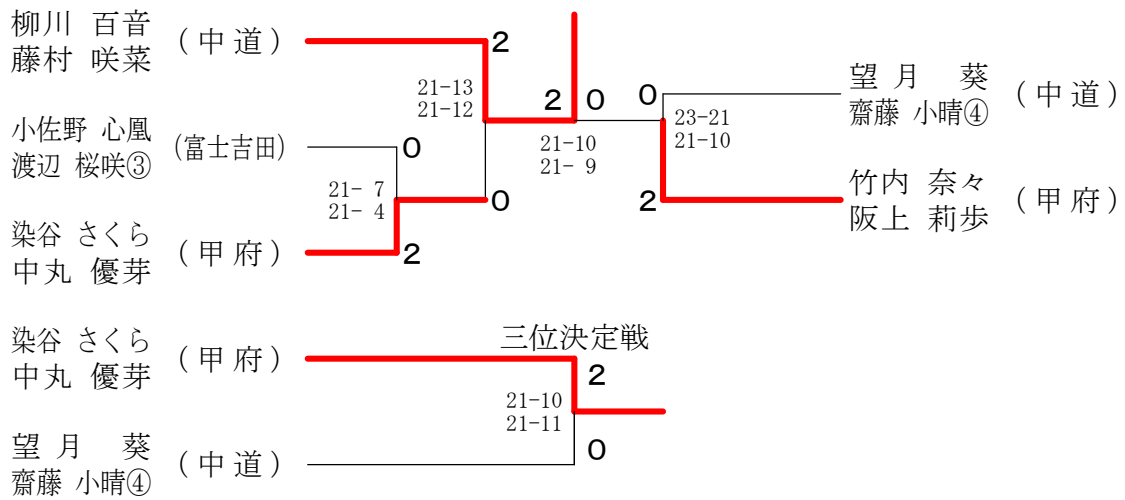 柳川 百音
藤村 咲菜
(中道)
2
21-13
21-12
小佐野 心凰
渡辺 桜咲③
(富士吉田)
0
21- 7
21- 4
0
染谷 さくら
中丸 優芽
(甲府)
2
2 0
21-10
21- 9
0
望月 葵
齋藤 小晴④
(中道)
23-21
21-10
2
竹内 奈々
阪上 莉歩
(甲府)
三位決定戦
染谷 さくら
中丸 優芽
(甲府)
2
21-10
21-11
望月 葵
齋藤 小晴④
(中道)
0